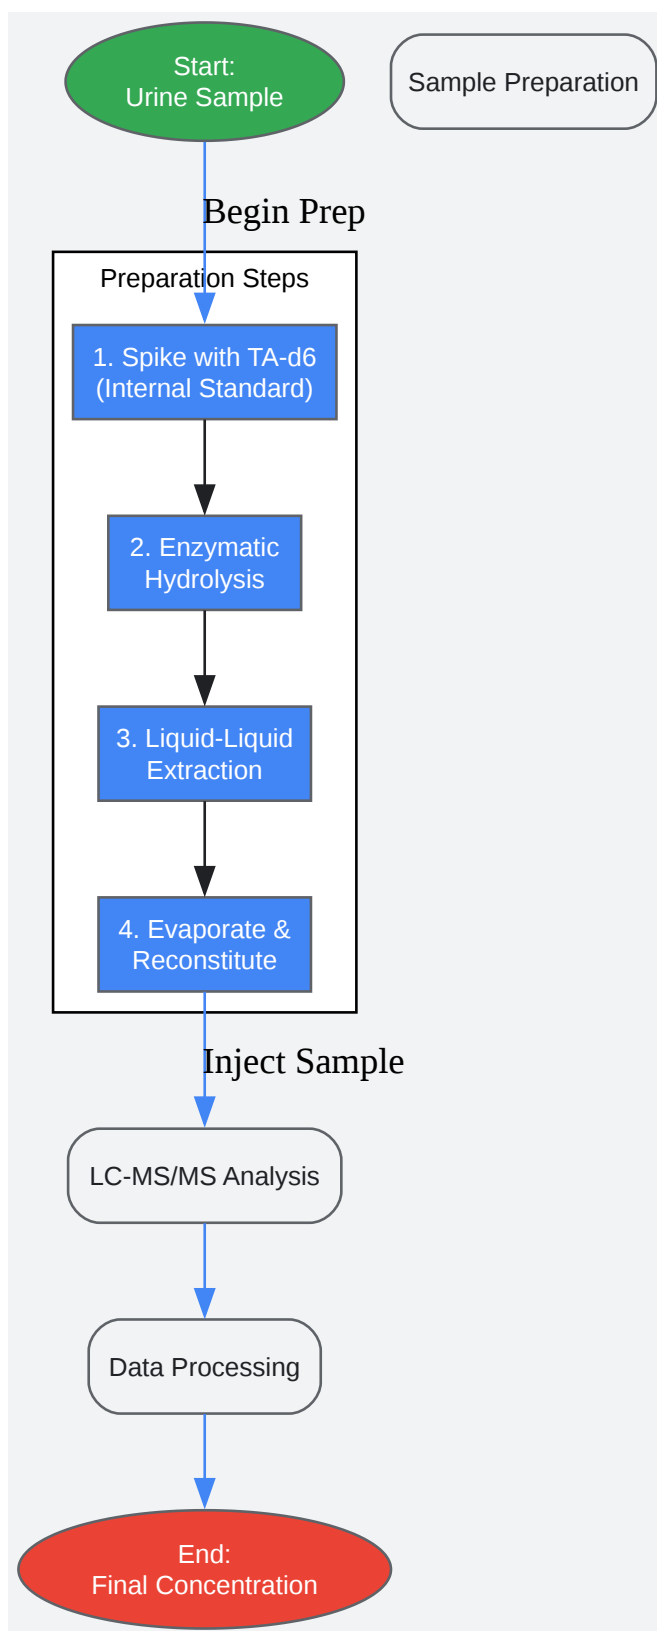 Start:
Urine Sample
Sample Preparation
Begin Prep
Preparation Steps
1. Spike with TA-d6
(Internal Standard)
2. Enzymatic
Hydrolysis
3. Liquid-Liquid
Extraction
4. Evaporate &
Reconstitute
Inject Sample
LC-MS/MS Analysis
Data Processing
End:
Final Concentration